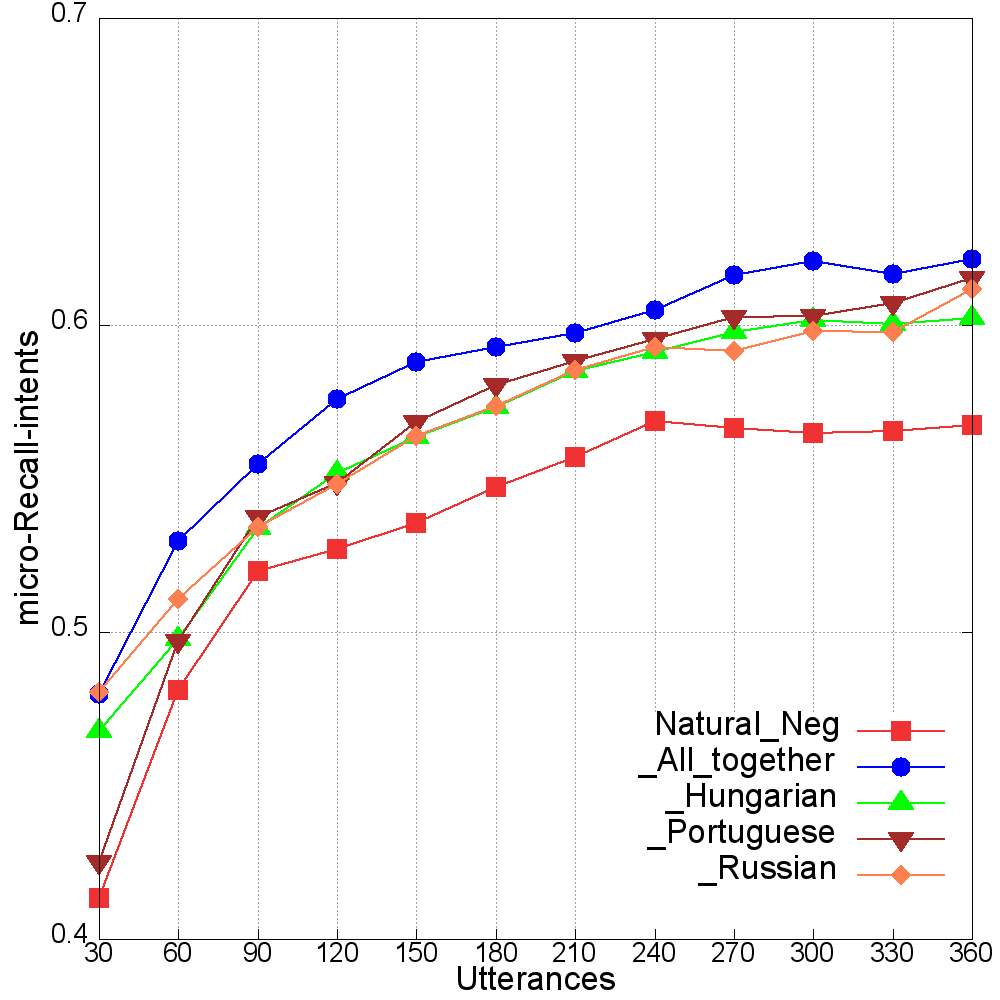 0.7
0.6
0.5
0.4
micro-Recall-intents
Natural_Neg
_All_together
_Hungarian
_Portuguese
_Russian
30 60 90 120 150 180 210 240 270 300 330 360
Utterances